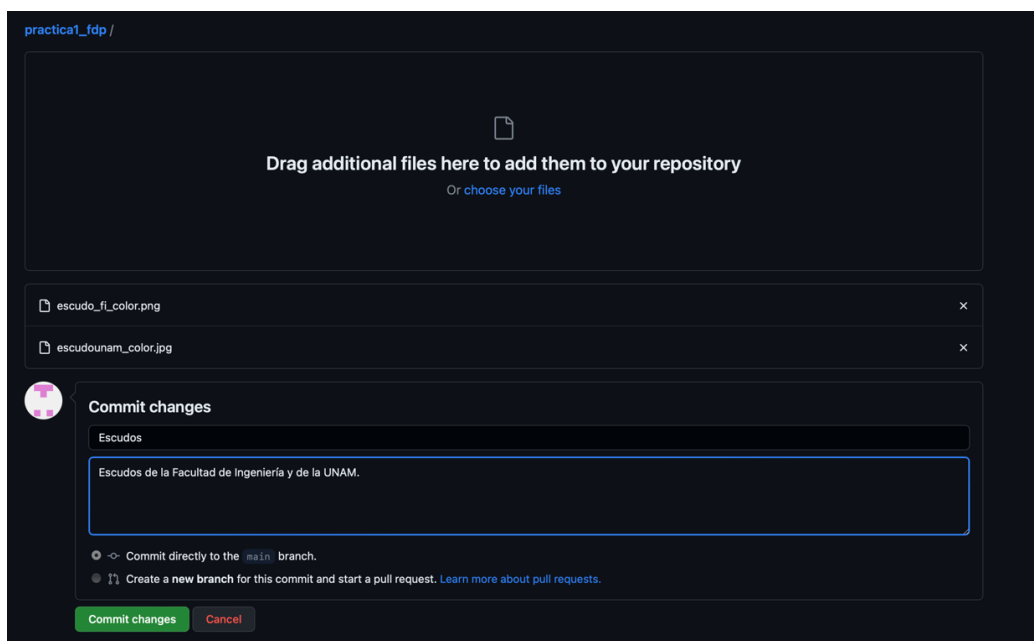 practica1_fdp /
Drag additional files here to add them to your repository
Or choose your files
escudo_fi_color.png
escudounam_color.jpg
Commit changes
Escudos
Escudos de la Facultad de Ingeniería y de la UNAM.
Commit directly to the main branch.
Create a new branch for this commit and start a pull request. Learn more about pull requests.
Commit changes Cancel